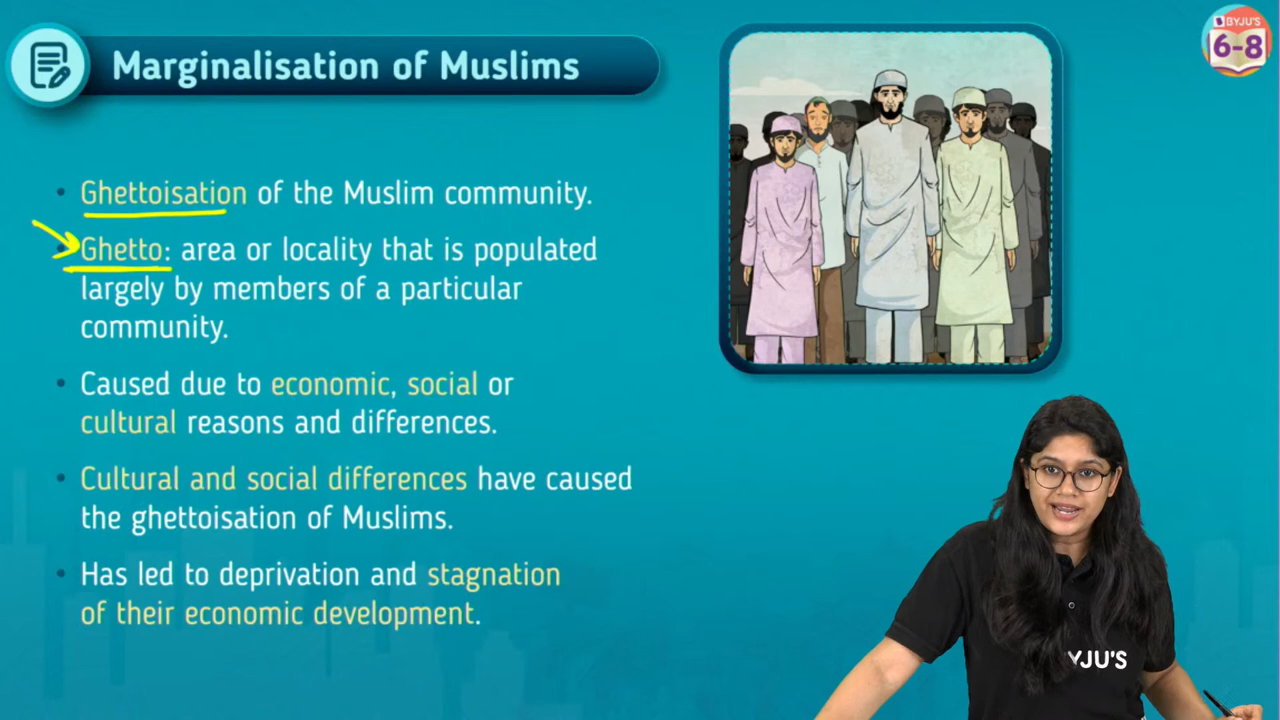 Marginalisation of Muslims
BYJU'S
6-8
• Ghettoisation of the Muslim community.
• Ghetto: area or locality that is populated
largely by members of a particular
community.
• Caused due to economic, social or
cultural reasons and differences.
• Cultural and social differences have caused
the ghettoisation of Muslims.
• Has led to deprivation and stagnation
of their economic development.
BYJU'S